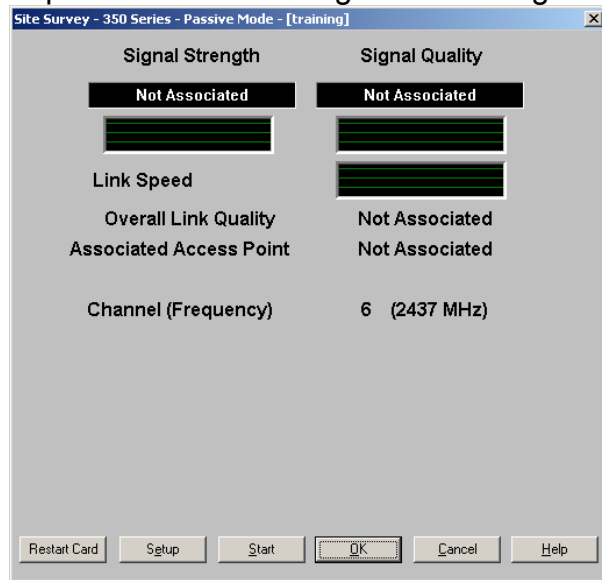 Site Survey - 350 Series - Passive Mode - [training]
Signal Strength Signal Quality
Not Associated Not Associated
Link Speed
Overall Link Quality Not Associated
Associated Access Point Not Associated
Channel (Frequency) 6 (2437 MHz)
Restart Card Setup Start OK Cancel Help